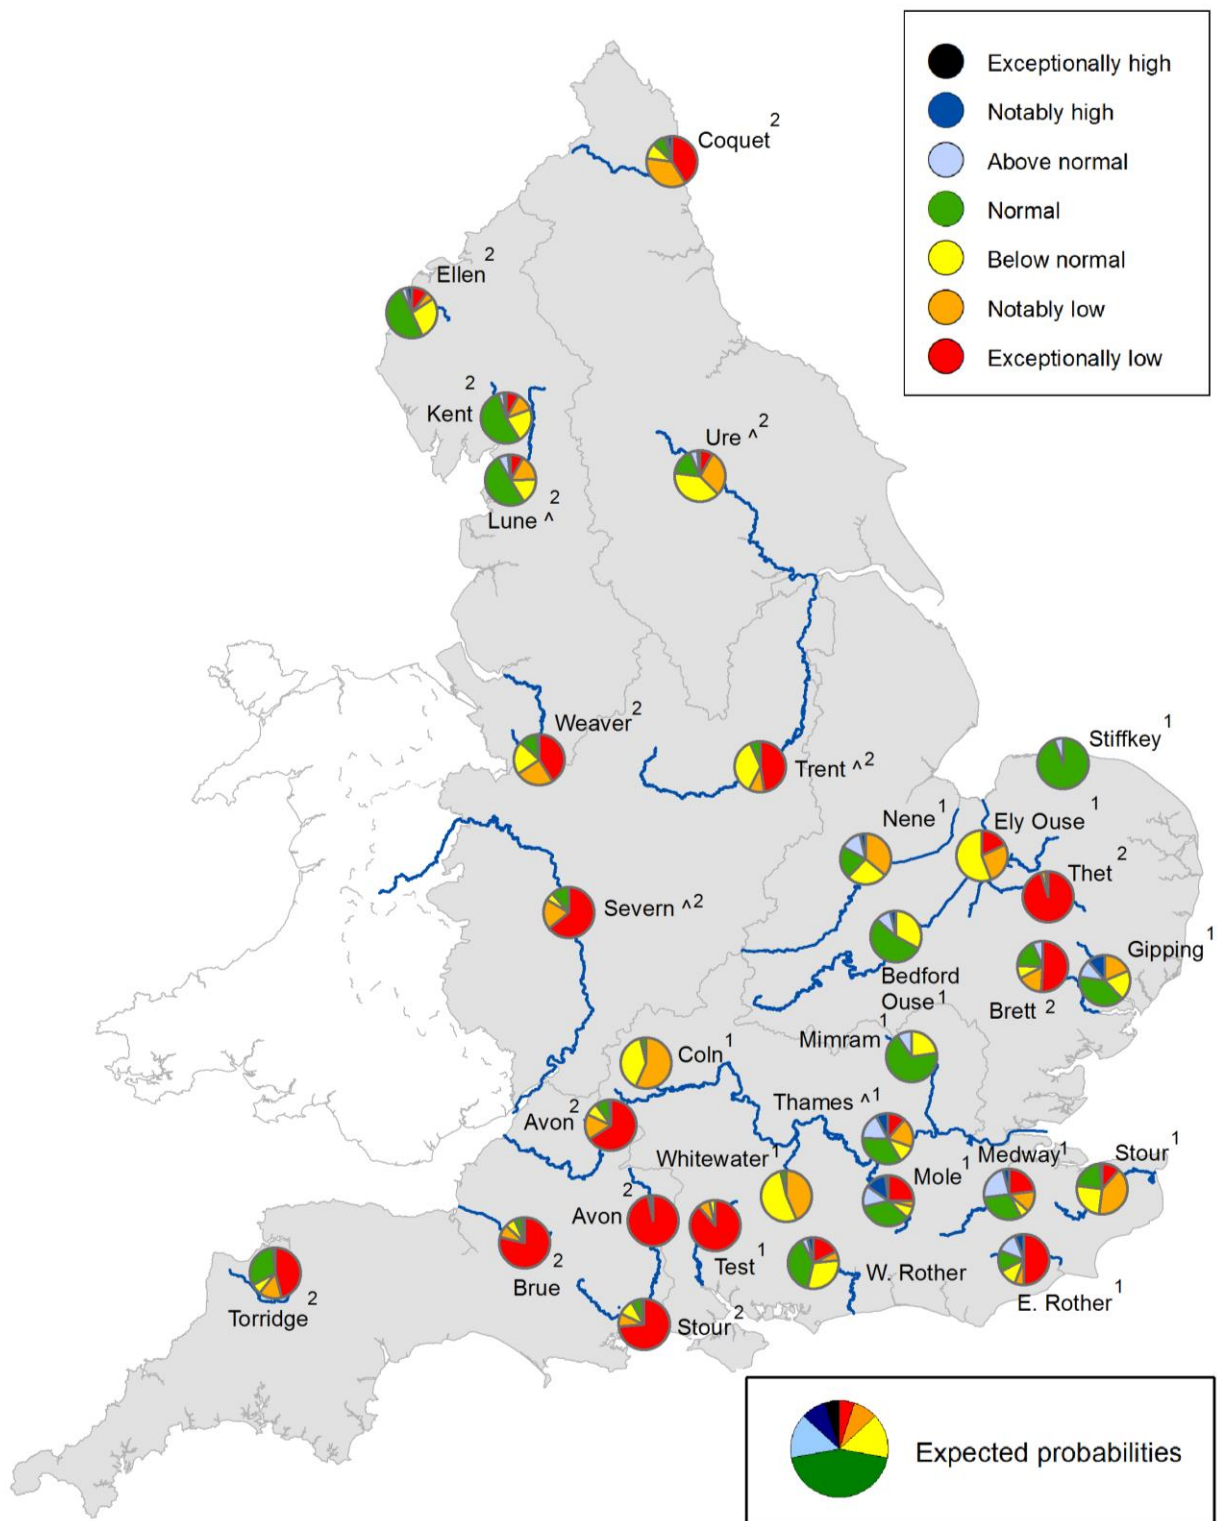 Exceptionally high
Notably high
Above normal
Normal
Below normal
Notably low
Exceptionally low
Coquet 2
Ellen 2
2
Kent
Ure ^ 2
2
Lune ^
Weaver 2
Trent ^ 2
Stiffkey 1
Nene 1
Ely Ouse 1
Thet 2
Severn ^ 2
Gipping 1
Bedford
Ouse 1
Brett 2
Mimram 1
Coln 1
Avon 2
Thames ^ 1
Whitewater 1
Mole 1
Medway 1
Stour 1
2
Avon
Test 1
Brue 2
W. Rother
E. Rother 1
Torridge 2
Stour 2
Expected probabilities